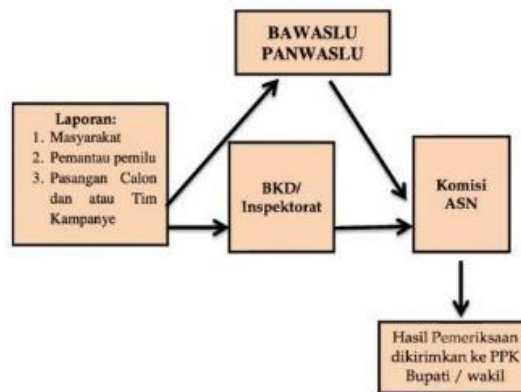 BAWASLU
PANWASLU
Laporan:
1. Masyarakat
2. Pemantau pemilu
3. Pasangan Calon
dan atau Tim
Kampanye
BKD/
Inspektorat
Komisi
ASN
Hasil Pemeriksaan
dikirimkan ke PPK
Bupati / wakil